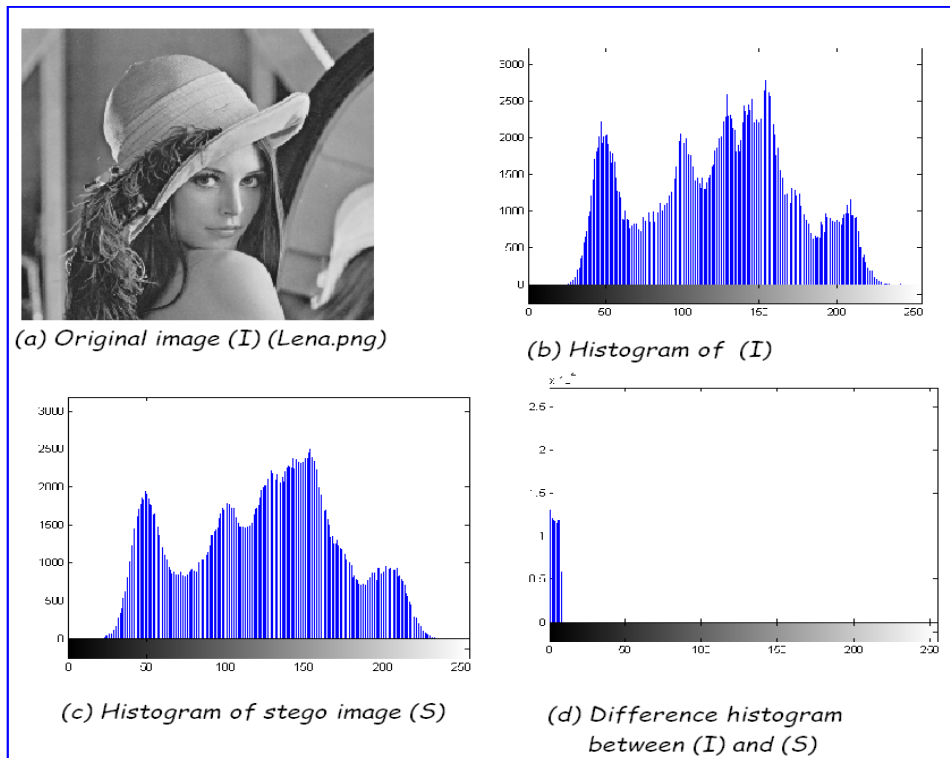 3000
2500
2000
1500
1000
500
0
0 50 100 150 200 250
(a) Original image (I) (Lena.png)
(b) Histogram of (I)
3000
2500
2000
1500
1000
500
0
0 50 100 150 200 250
(c) Histogram of stego image (S)
2.5
2
1.5
1
0.5
0
0 50 100 150 200 250
(d) Difference histogram
between (I) and (S)